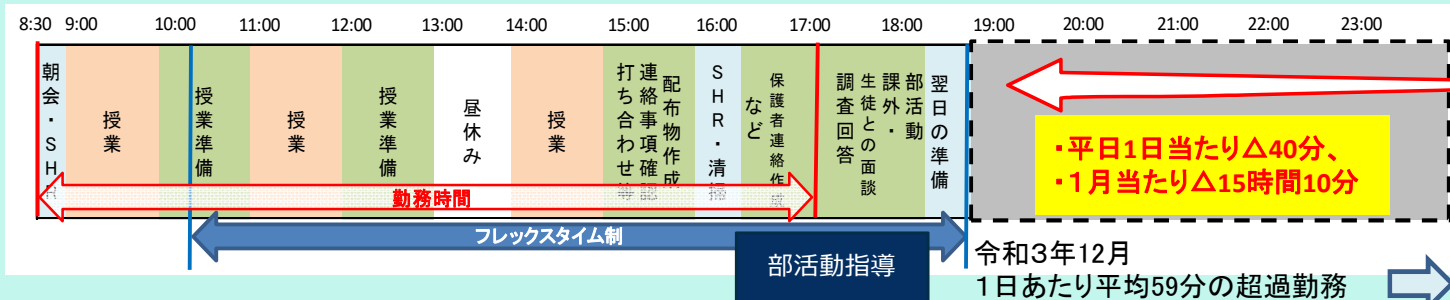 8:30 9:00 10:00 11:00 12:00 13:00 14:00 15:00 16:00 17:00 18:00 19:00 20:00 21:00 22:00 23:00
朝会・SHR
授業
授業準備
授業
授業準備
昼休み
授業
配布物作成
連絡事項確認
打ち合わせ等
SHR・清掃
保護者連絡作成
など
部活動
課外・
生徒との面談
調査回答
翌日の準備
勤務時間
フレックスタイム制
部活動指導
・平日1日当たり△40分、
・1月当たり△15時間10分
令和3年12月
1日あたり平均59分の超過勤務